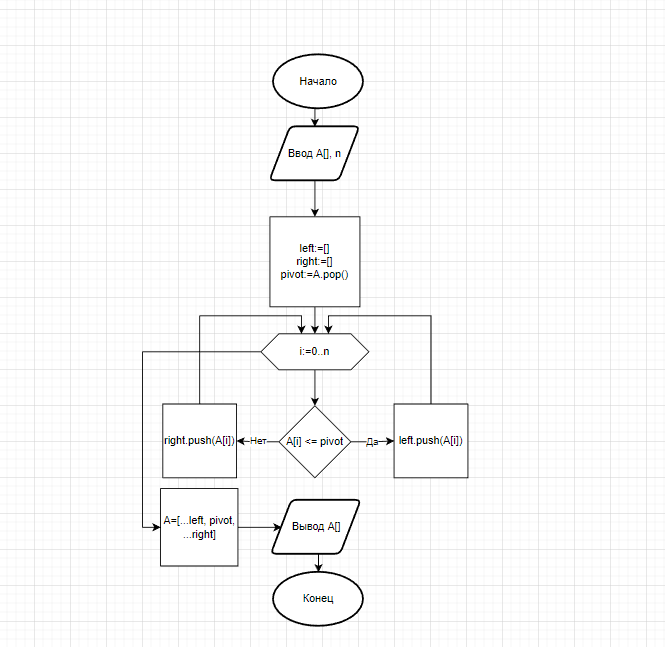 Начало
Ввод A[], n
left:=[]
right:=[]
pivot:=A.pop()
i:=0..n
right.push(A[i])
Нет
A[i] <= pivot
Да
left.push(A[i])
A=[...left, pivot,
...right]
Вывод A[]
Конец